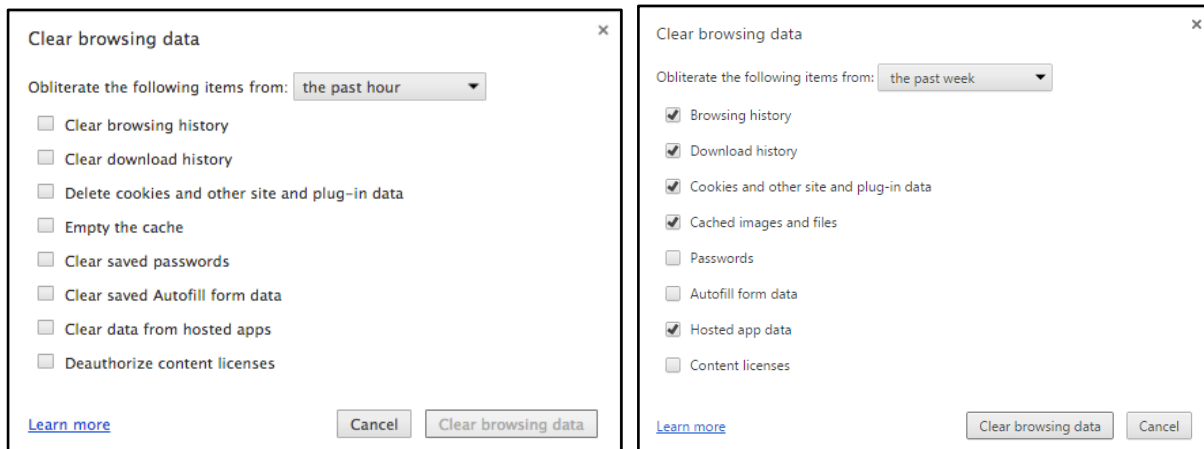 Clear browsing data
×
Obliterate the following items from: the past hour
Clear browsing history
Clear download history
Delete cookies and other site and plug-in data
Empty the cache
Clear saved passwords
Clear saved Autofill form data
Clear data from hosted apps
Deauthorize content licenses
Learn more Cancel Clear browsing data
Clear browsing data
×
Obliterate the following items from: the past week
Browsing history
Download history
Cookies and other site and plug-in data
Cached images and files
Passwords
Autofill form data
Hosted app data
Content licenses
Learn more Clear browsing data Cancel